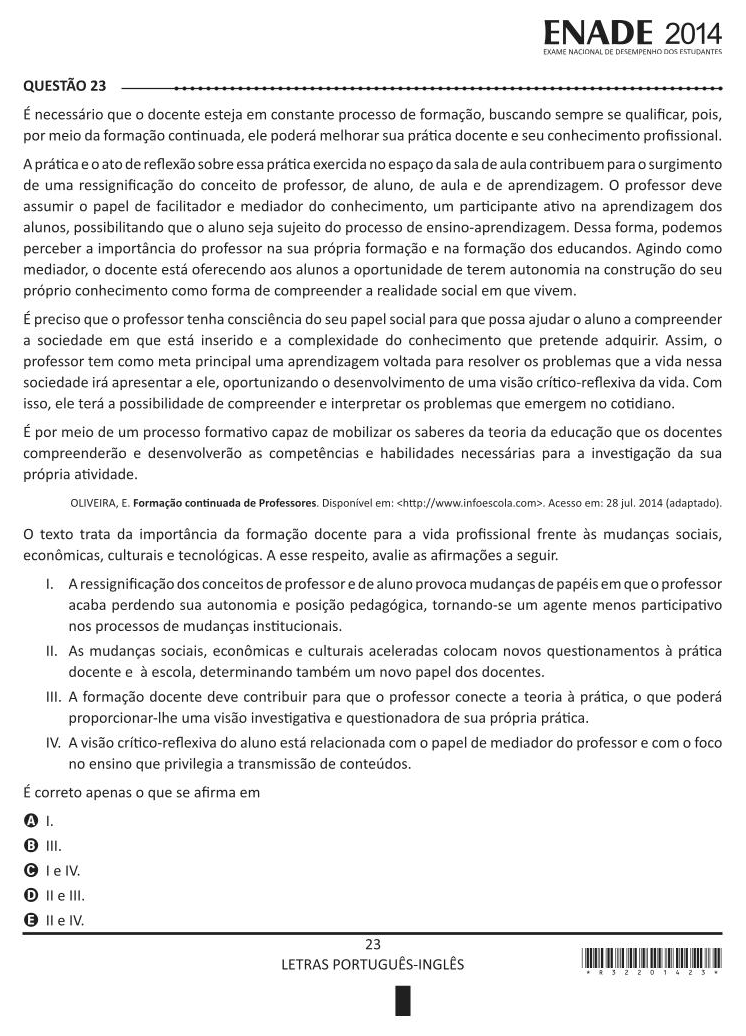 ENADE 2014
EXAME NACIONAL DE DESEMPENHO DOS ESTUDANTES
QUESTÃO 23
É necessário que o docente esteja em constante processo de formação, buscando sempre se qualificar, pois,
por meio da formação continuada, ele poderá melhorar sua prática docente e seu conhecimento profissional.
A prática e o ato de reflexão sobre essa prática exercida no espaço da sala de aula contribuem para o surgimento
de uma ressignificação do conceito de professor, de aluno, de aula e de aprendizagem. O professor deve
assumir o papel de facilitador e mediador do conhecimento, um participante ativo na aprendizagem dos
alunos, possibilitando que o aluno seja sujeito do processo de ensino-aprendizagem. Dessa forma, podemos
perceber a importância do professor na sua própria formação e na formação dos educandos. Agindo como
mediador, o docente está oferecendo aos alunos a oportunidade de terem autonomia na construção do seu
próprio conhecimento como forma de compreender a realidade social em que vivem.
É preciso que o professor tenha consciência do seu papel social para que possa ajudar o aluno a compreender
a sociedade em que está inserido e a complexidade do conhecimento que pretende adquirir. Assim, o
professor tem como meta principal uma aprendizagem voltada para resolver os problemas que a vida nessa
sociedade irá apresentar a ele, oportunizando o desenvolvimento de uma visão crítico-reflexiva da vida. Com
isso, ele terá a possibilidade de compreender e interpretar os problemas que emergem no cotidiano.
É por meio de um processo formativo capaz de mobilizar os saberes da teoria da educação que os docentes
compreenderão e desenvolverão as competências e habilidades necessárias para a investigação da sua
própria atividade.
OLIVEIRA, E. Formação continuada de Professores. Disponível em: <http://www.infoescola.com>. Acesso em: 28 jul. 2014 (adaptado).
O texto trata da importância da formação docente para a vida profissional frente às mudanças sociais,
econômicas, culturais e tecnológicas. A esse respeito, avalie as afirmações a seguir.
I. A ressignificação dos conceitos de professor e de aluno provoca mudanças de papéis em que o professor
acaba perdendo sua autonomia e posição pedagógica, tornando-se um agente menos participativo
nos processos de mudanças institucionais.
II. As mudanças sociais, econômicas e culturais aceleradas colocam novos questionamentos à prática
docente e à escola, determinando também um novo papel dos docentes.
III. A formação docente deve contribuir para que o professor conecte a teoria à prática, o que poderá
proporcionar-lhe uma visão investigativa e questionadora de sua própria prática.
IV. A visão crítico-reflexiva do aluno está relacionada com o papel de mediador do professor e com o foco
no ensino que privilegia a transmissão de conteúdos.
É correto apenas o que se afirma em
A I.
B III.
C I e IV.
D II e III.
E II e IV.
23
LETRAS PORTUGUÊS-INGLÊS
* R 3 2 2 0 1 4 2 3 *